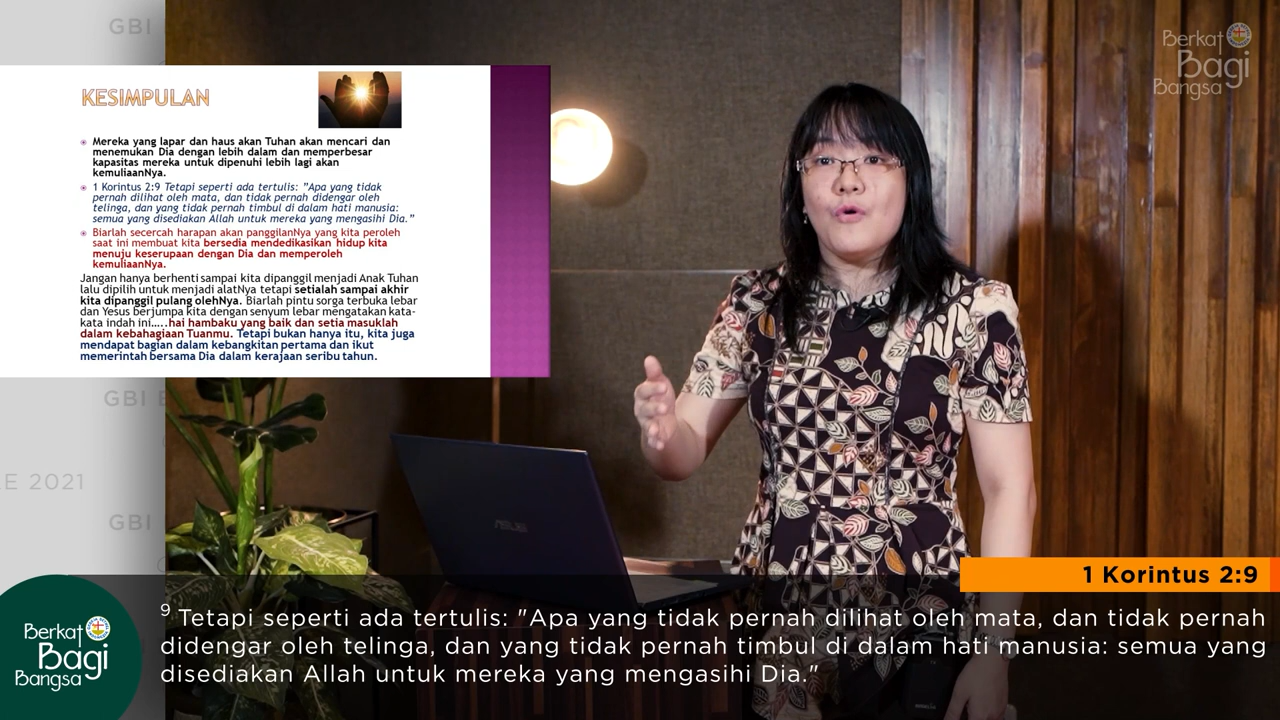 GBI
Berkat
Bagi
Bangsa
KESIMPULAN
Mereka yang lapar dan haus akan Tuhan akan mencari dan
menemukan Dia dengan lebih dalam dan memperbesar
kapasitas mereka untuk dipenuhi lebih lagi akan
kemuliaanNya.
1 Korintus 2:9 Tetapi seperti ada tertulis: "Apa yang tidak
pernah dilihat oleh mata, dan tidak pernah didengar oleh
telinga, dan yang tidak pernah timbul di dalam hati manusia:
semua yang disediakan Allah untuk mereka yang mengasihi Dia."
Biarlah secercah harapan akan panggilanNya yang kita peroleh
saat ini membuat kita bersedia mendedikasikan hidup kita
menuju keserupaan dengan Dia dan memperoleh
kemuliaanNya.
Jangan hanya berhenti sampai kita dipanggil menjadi Anak Tuhan
lalu dipilih untuk menjadi alatNya tetapi setialah sampai akhir
kita dipanggil pulang olehNya. Biarlah pintu sorga terbuka lebar
dan Yesus berjumpa kita dengan senyum lebar mengatakan kata-
kata indah ini.....hai hambaku yang baik dan setia masuklah
dalam kebahagiaan Tuanmu. Tetapi bukan hanya itu, kita juga
mendapat bagian dalam kebangkitan pertama dan ikut
memerintah bersama Dia dalam kerajaan seribu tahun.
GBI
E 2021
GBI
ASUS
1 Korintus 2:9
9 Tetapi seperti ada tertulis: "Apa yang tidak pernah dilihat oleh mata, dan tidak pernah
didengar oleh telinga, dan yang tidak pernah timbul di dalam hati manusia: semua yang
disediakan Allah untuk mereka yang mengasihi Dia."
Berkat
Bagi
Bangsa